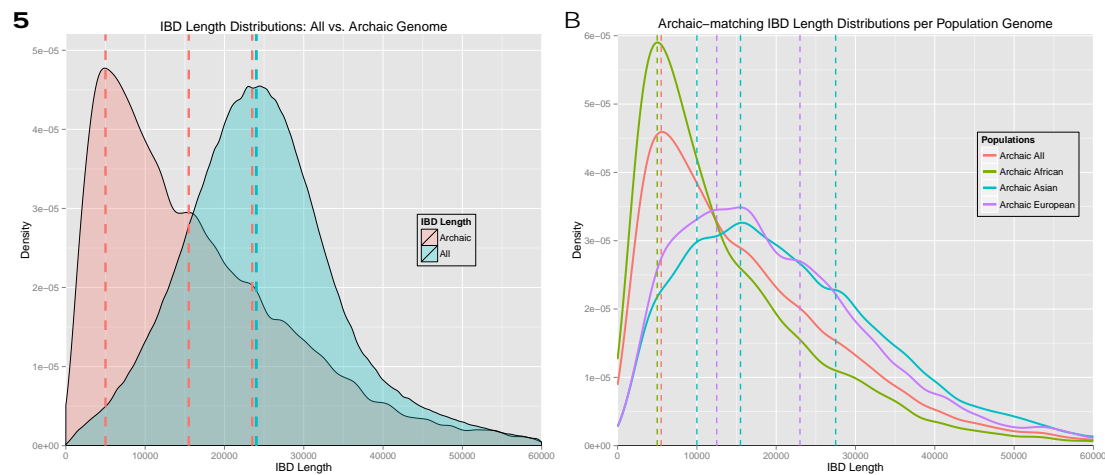 5
IBD Length Distributions: All vs. Archaic Genome
5e−05
4e−05
3e−05
2e−05
1e−05
0e+00
Density
IBD Length
Archaic
All
0 10000 20000 30000 40000 50000 60000
IBD Length
B
Archaic−matching IBD Length Distributions per Population Genome
6e−05
5e−05
4e−05
3e−05
2e−05
1e−05
0e+00
Density
Populations
Archaic All
Archaic African
Archaic Asian
Archaic European
0 10000 20000 30000 40000 50000 60000
IBD Length